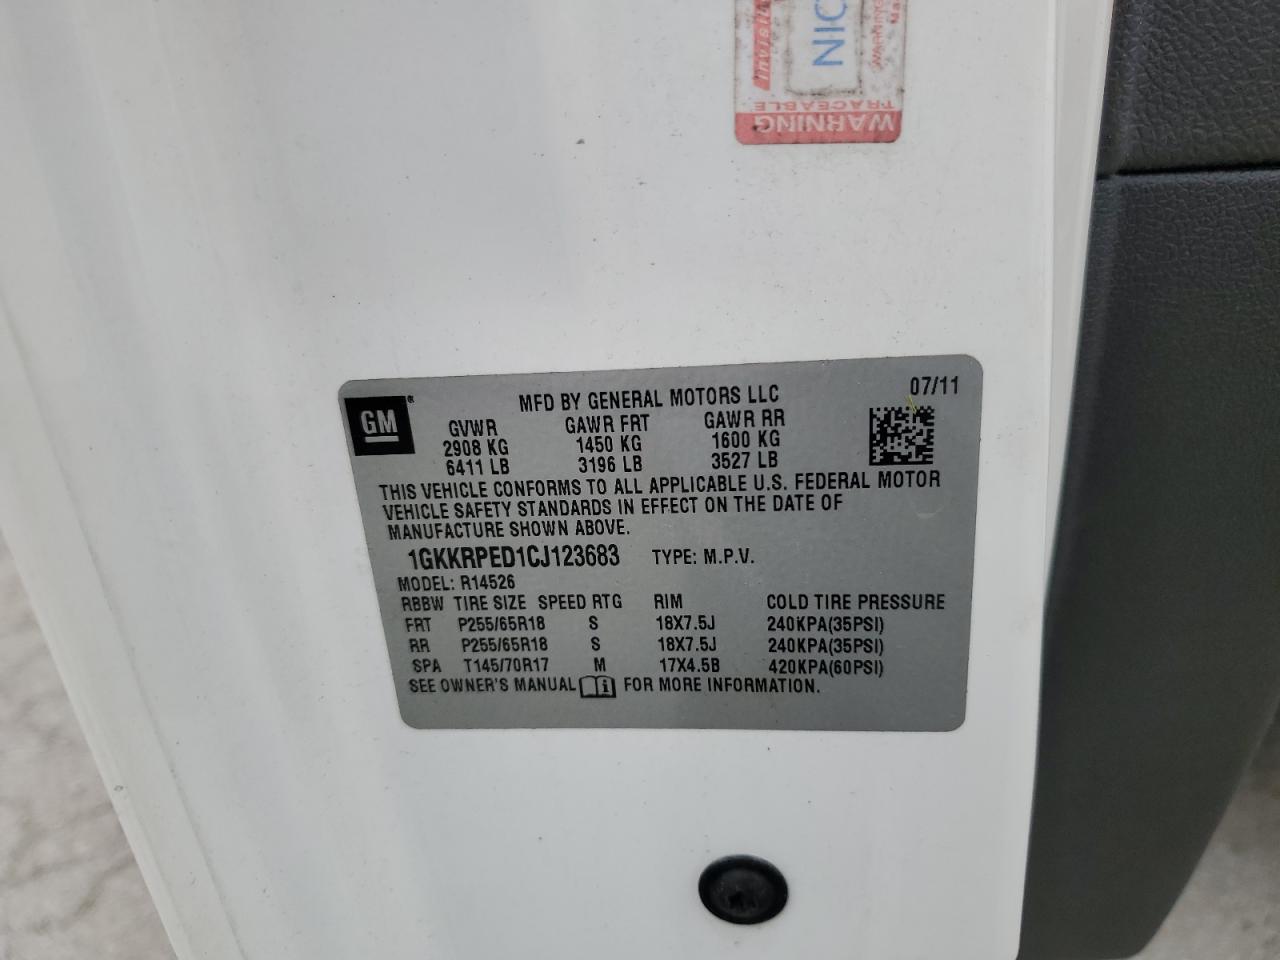 Invisi
NIC
WARNING
Ma
TRACEABLE
WARNING
GM
MFD BY GENERAL MOTORS LLC
07/11
GVWR GAWR FRT GAWR RR
2908 KG 1450 KG 1600 KG
6411 LB 3196 LB 3527 LB
THIS VEHICLE CONFORMS TO ALL APPLICABLE U.S. FEDERAL MOTOR
VEHICLE SAFETY STANDARDS IN EFFECT ON THE DATE OF
MANUFACTURE SHOWN ABOVE.
1GKKRPED1CJ123683 TYPE: M.P.V.
MODEL: R14526
RBBW TIRE SIZE SPEED RTG RIM COLD TIRE PRESSURE
FRT P255/65R18 S 18X7.5J 240KPA(35PSI)
RR P255/65R18 S 18X7.5J 240KPA(35PSI)
SPA T145/70R17 M 17X4.5B 420KPA(60PSI)
SEE OWNER'S MANUAL i FOR MORE INFORMATION.